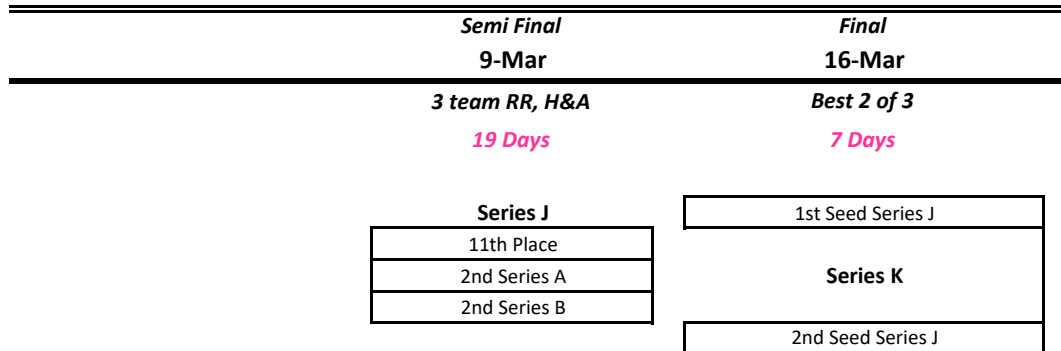 Semi Final Final
9-Mar 16-Mar
3 team RR, H&A Best 2 of 3
19 Days 7 Days
Series J 1st Seed Series J
11th Place
2nd Series A Series K
2nd Series B
2nd Seed Series J